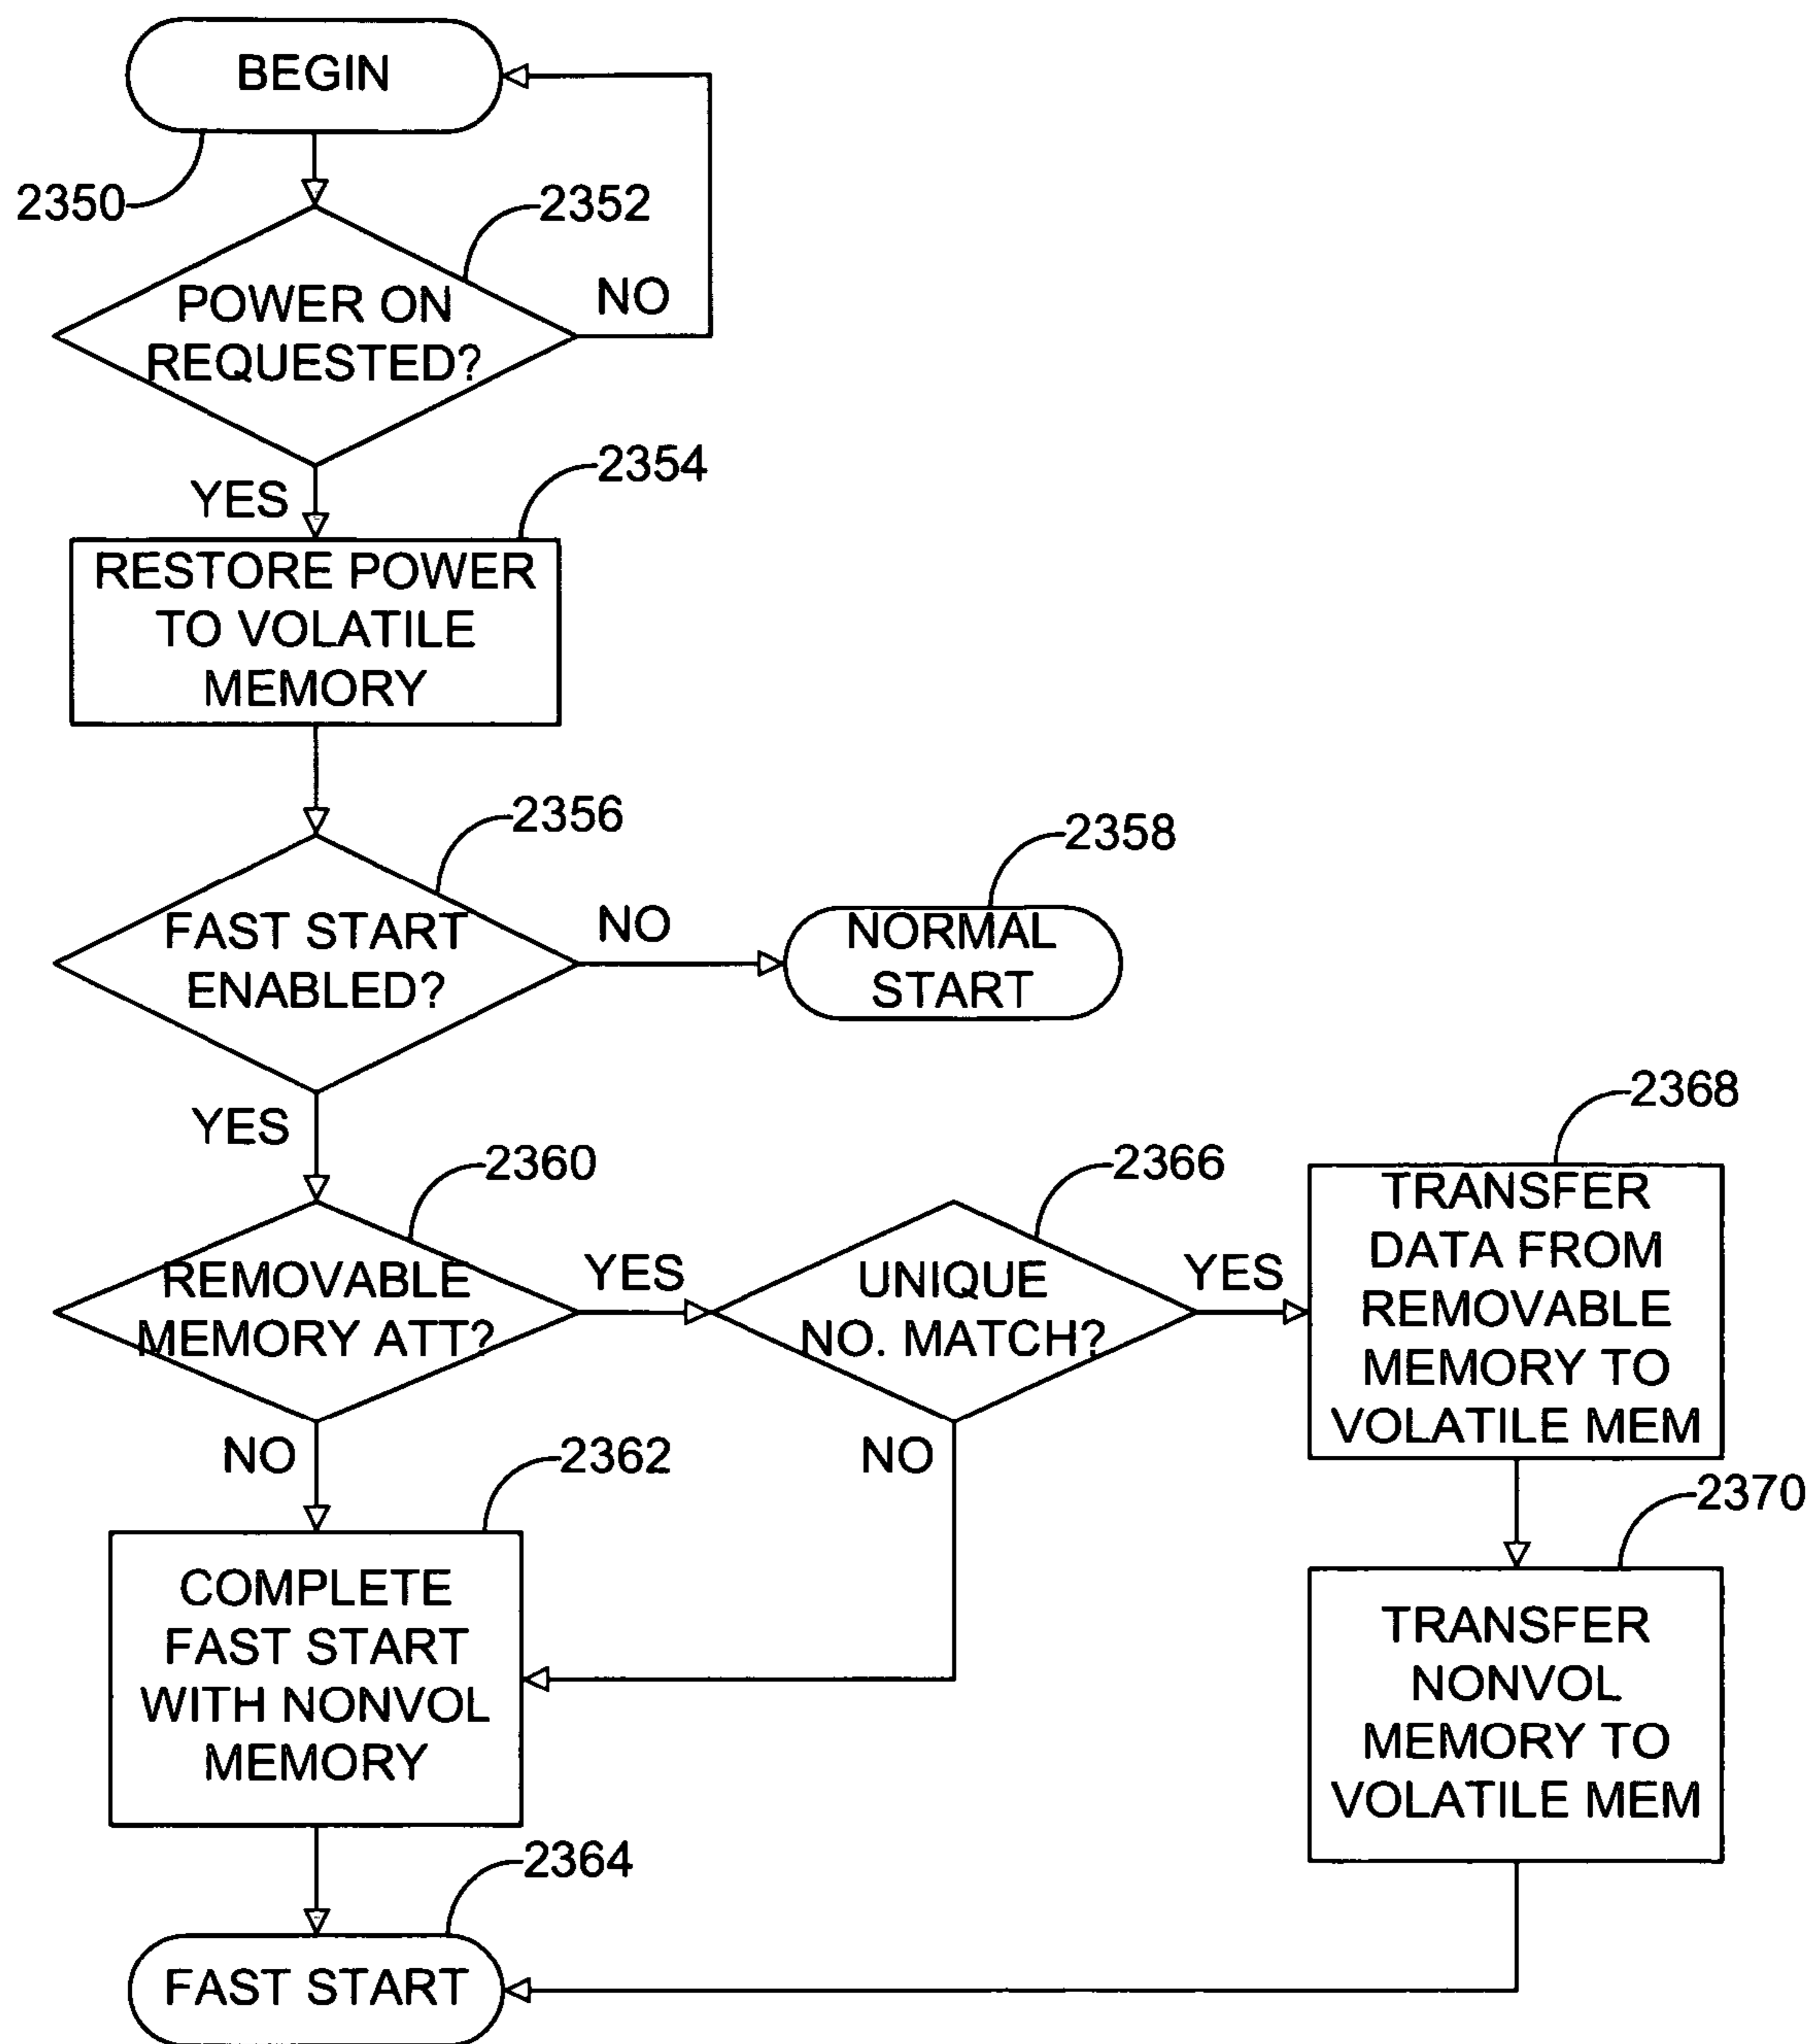 BEGIN
2350
2352
POWER ON
REQUESTED?
NO
YES
2354
RESTORE POWER
TO VOLATILE
MEMORY
2356
FAST START
ENABLED?
NO
2358
NORMAL
START
YES
2360
REMOVABLE
MEMORY ATT?
YES
2366
UNIQUE
NO. MATCH?
YES
2368
TRANSFER
DATA FROM
REMOVABLE
MEMORY TO
VOLATILE MEM
NO
2362
COMPLETE
FAST START
WITH NONVOL
MEMORY
NO
2370
TRANSFER
NONVOL
MEMORY TO
VOLATILE MEM
2364
FAST START